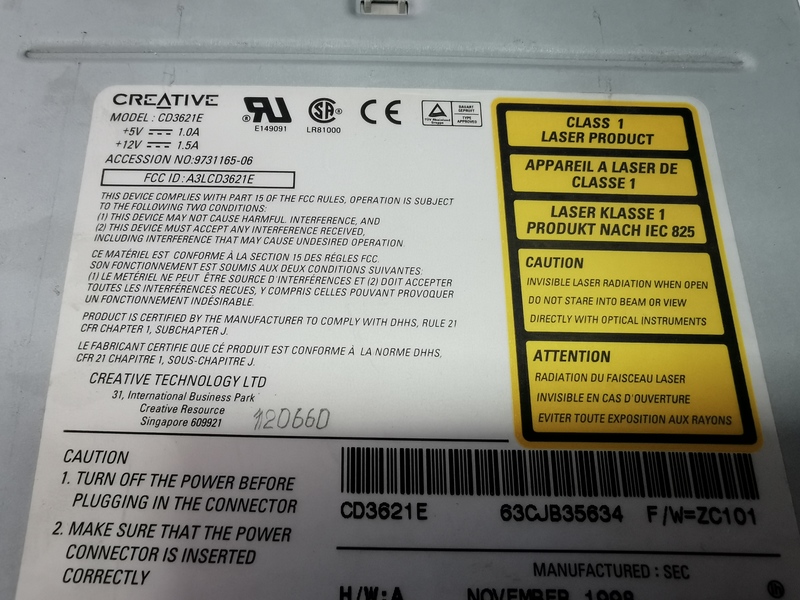 CREATIVE
MODEL: CD3621E
+5V 1.0A
+12V 1.5A
ACCESSION NO:9731165-06
FCC ID: A3LCD3621E
E149091
LR81000
THIS DEVICE COMPLIES WITH PART 15 OF THE FCC RULES, OPERATION IS SUBJECT
TO THE FOLLOWING TWO CONDITIONS:
(1) THIS DEVICE MAY NOT CAUSE HARMFUL. INTERFERENCE, AND
(2) THIS DEVICE MUST ACCEPT ANY INTERFERENCE RECEIVED,
INCLUDING INTERFERENCE THAT MAY CAUSE UNDESIRED OPERATION.
CE MATÉRIEL EST CONFORME À LA SECTION 15 DES RÉGLES FCC.
SON FONCTIONNEMENT EST SOUMIS AUX DEUX CONDITIONS SUIVANTES:
(1) LE METÉRIEL NE PEUT ÊTRE SOURCE D'INTERFÉRENCES ET (2) DOIT ACCEPTER
TOUTES LES INTERFÉRENCES RECUES, Y COMPRIS CELLES POUVANT PROVOQUER
UN FONCTIONNEMENT INDÉSIRABLE.
PRODUCT IS CERTIFIED BY THE MANUFACTURER TO COMPLY WITH DHHS, RULE 21
CFR CHAPTER 1, SUBCHAPTER J.
LE FABRICANT CERTIFIE QUE CÉ PRODUIT EST CONFORME À LA NORME DHHS,
CFR 21 CHAPITRE 1, SOUS-CHAPITRE J.
CREATIVE TECHNOLOGY LTD
31, International Business Park
Creative Resource
Singapore 609921
120660
CLASS 1
LASER PRODUCT
APPAREIL A LASER DE
CLASSE 1
LASER KLASSE 1
PRODUKT NACH IEC 825
CAUTION
INVISIBLE LASER RADIATION WHEN OPEN
DO NOT STARE INTO BEAM OR VIEW
DIRECTLY WITH OPTICAL INSTRUMENTS
ATTENTION
RADIATION DU FAISCEAU LASER
INVISIBLE EN CAS D'OUVERTURE
EVITER TOUTE EXPOSITION AUX RAYONS
CAUTION
1. TURN OFF THE POWER BEFORE
PLUGGING IN THE CONNECTOR
2. MAKE SURE THAT THE POWER
CONNECTOR IS INSERTED
CORRECTLY
CD3621E 63CJB35634 F/W=ZC101
MANUFACTURED: SEC
H/W:A NOVEMBER 1998